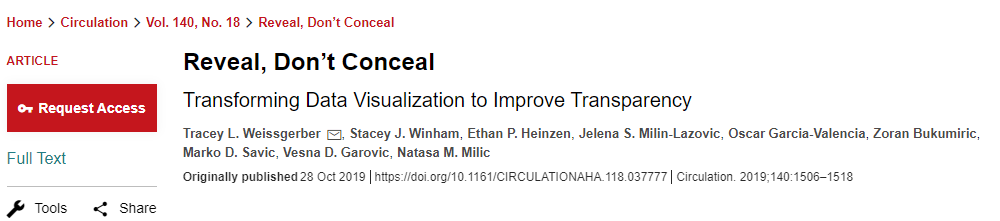 Home > Circulation > Vol. 140, No. 18 > Reveal, Don’t Conceal
ARTICLE
Request Access
Full Text
Tools Share
Reveal, Don’t Conceal
Transforming Data Visualization to Improve Transparency
Tracey L. Weissgerber, Stacey J. Winham, Ethan P. Heinzen, Jelena S. Milin-Lazovic, Oscar Garcia-Valencia, Zoran Bukumiric,
Marko D. Savic, Vesna D. Garovic, Natasa M. Milic
Originally published 28 Oct 2019 | https://doi.org/10.1161/CIRCULATIONAHA.118.037777 | Circulation. 2019;140:1506–1518